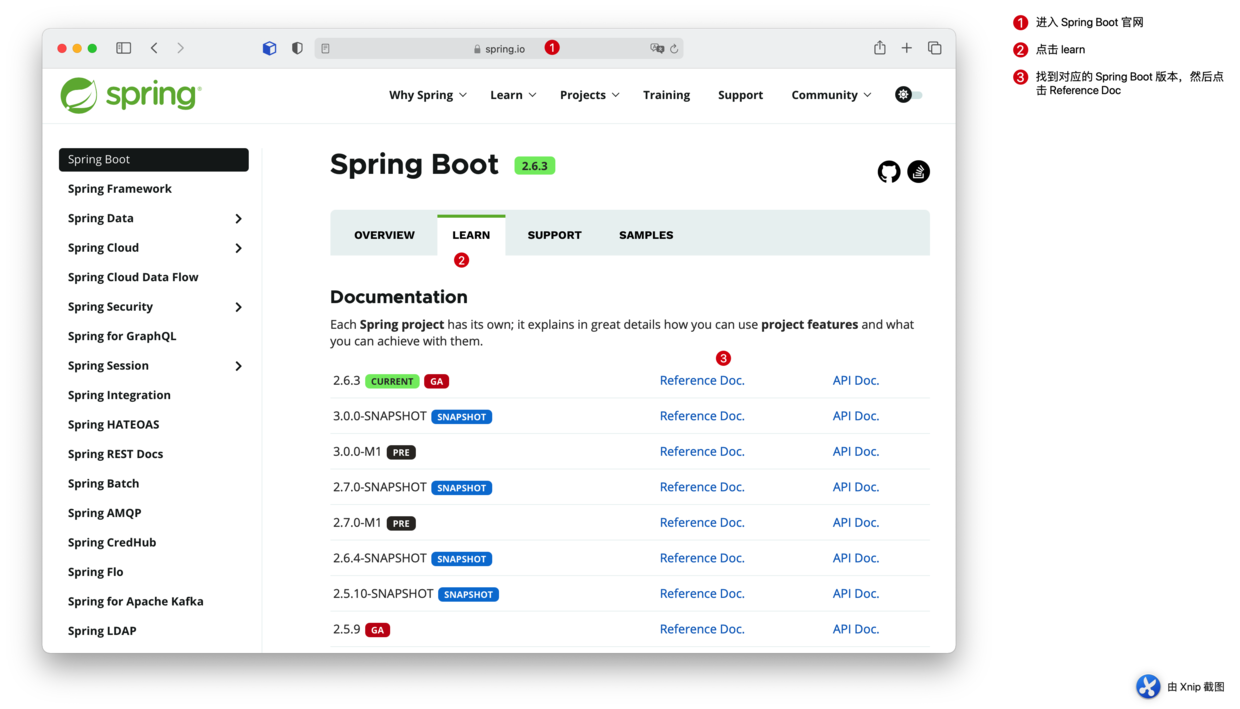 spring.io 1
spring
Why Spring Learn Projects Training Support Community
Spring Boot
Spring Framework
Spring Data
Spring Cloud
Spring Cloud Data Flow
Spring Security
Spring for GraphQL
Spring Session
Spring Integration
Spring HATEOAS
Spring REST Docs
Spring Batch
Spring AMQP
Spring CredHub
Spring Flo
Spring for Apache Kafka
Spring LDAP
Spring Boot 2.6.3
OVERVIEW LEARN SUPPORT SAMPLES
2
Documentation
Each Spring project has its own; it explains in great details how you can use project features and what
you can achieve with them.
3
2.6.3 CURRENT GA Reference Doc. API Doc.
3.0.0-SNAPSHOT SNAPSHOT Reference Doc. API Doc.
3.0.0-M1 PRE Reference Doc. API Doc.
2.7.0-SNAPSHOT SNAPSHOT Reference Doc. API Doc.
2.7.0-M1 PRE Reference Doc. API Doc.
2.6.4-SNAPSHOT SNAPSHOT Reference Doc. API Doc.
2.5.10-SNAPSHOT SNAPSHOT Reference Doc. API Doc.
2.5.9 GA Reference Doc. API Doc.
1 进入 Spring Boot 官网
2 点击 learn
3 找到对应的 Spring Boot 版本，然后点
击 Reference Doc
由 Xnip 截图